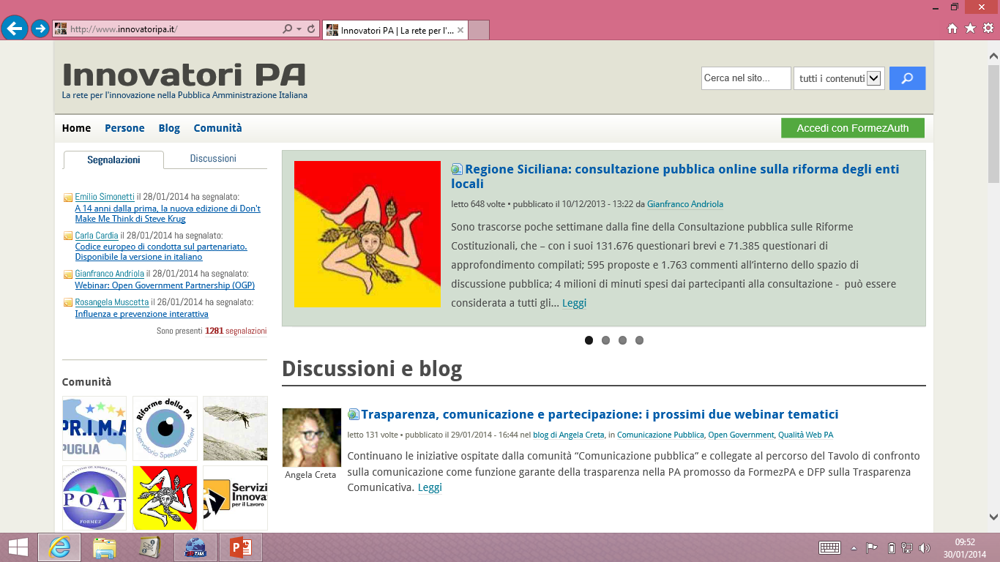 http://www.innovatoripa.it/
Innovatori PA | La rete per l'...
Innovatori PA
La rete per l'innovazione nella Pubblica Amministrazione Italiana
Cerca nel sito...
tutti i contenuti
Home Persone Blog Comunità
Accedi con FormezAuth
Segnalazioni Discussioni
Emilio Simonetti il 28/01/2014 ha segnalato:
A 14 anni dalla prima, la nuova edizione di Don't
Make Me Think di Steve Krug
Carla Cardia il 28/01/2014 ha segnalato:
Codice europeo di condotta sul partenariato.
Disponibile la versione in italiano
Gianfranco Andriola il 28/01/2014 ha segnalato:
Webinar: Open Government Partnership (OGP)
Rosangela Muscetta il 26/01/2014 ha segnalato:
Influenza e prevenzione interattiva
Sono presenti 1281 segnalazioni
Comunità
P.R.I.M.A
PUGLIA
Riforme della PA
Osservatorio Spending Review
POAT
FORMEZ
Servizi
Innova
per il Lavoro
Regione Siciliana: consultazione pubblica online sulla riforma degli enti
locali
letto 648 volte • pubblicato il 10/12/2013 - 13:22 da Gianfranco Andriola
Sono trascorse poche settimane dalla fine della Consultazione pubblica sulle Riforme
Costituzionali, che – con i suoi 131.676 questionari brevi e 71.385 questionari di
approfondimento compilati; 595 proposte e 1.763 commenti all’interno dello spazio di
discussione pubblica; 4 milioni di minuti spesi dai partecipanti alla consultazione - può essere
considerata a tutti gli... Leggi
Discussioni e blog
Trasparenza, comunicazione e partecipazione: i prossimi due webinar tematici
letto 131 volte • pubblicato il 29/01/2014 - 16:44 nel blog di Angela Creta, in Comunicazione Pubblica, Open Government, Qualità Web PA
Continuano le iniziative ospitate dalla comunità “Comunicazione pubblica” e collegate al percorso del Tavolo di confronto
sulla comunicazione come funzione garante della trasparenza nella PA promosso da FormezPA e DFP sulla Trasparenza
Comunicativa. Leggi
Angela Creta
09:52
30/01/2014